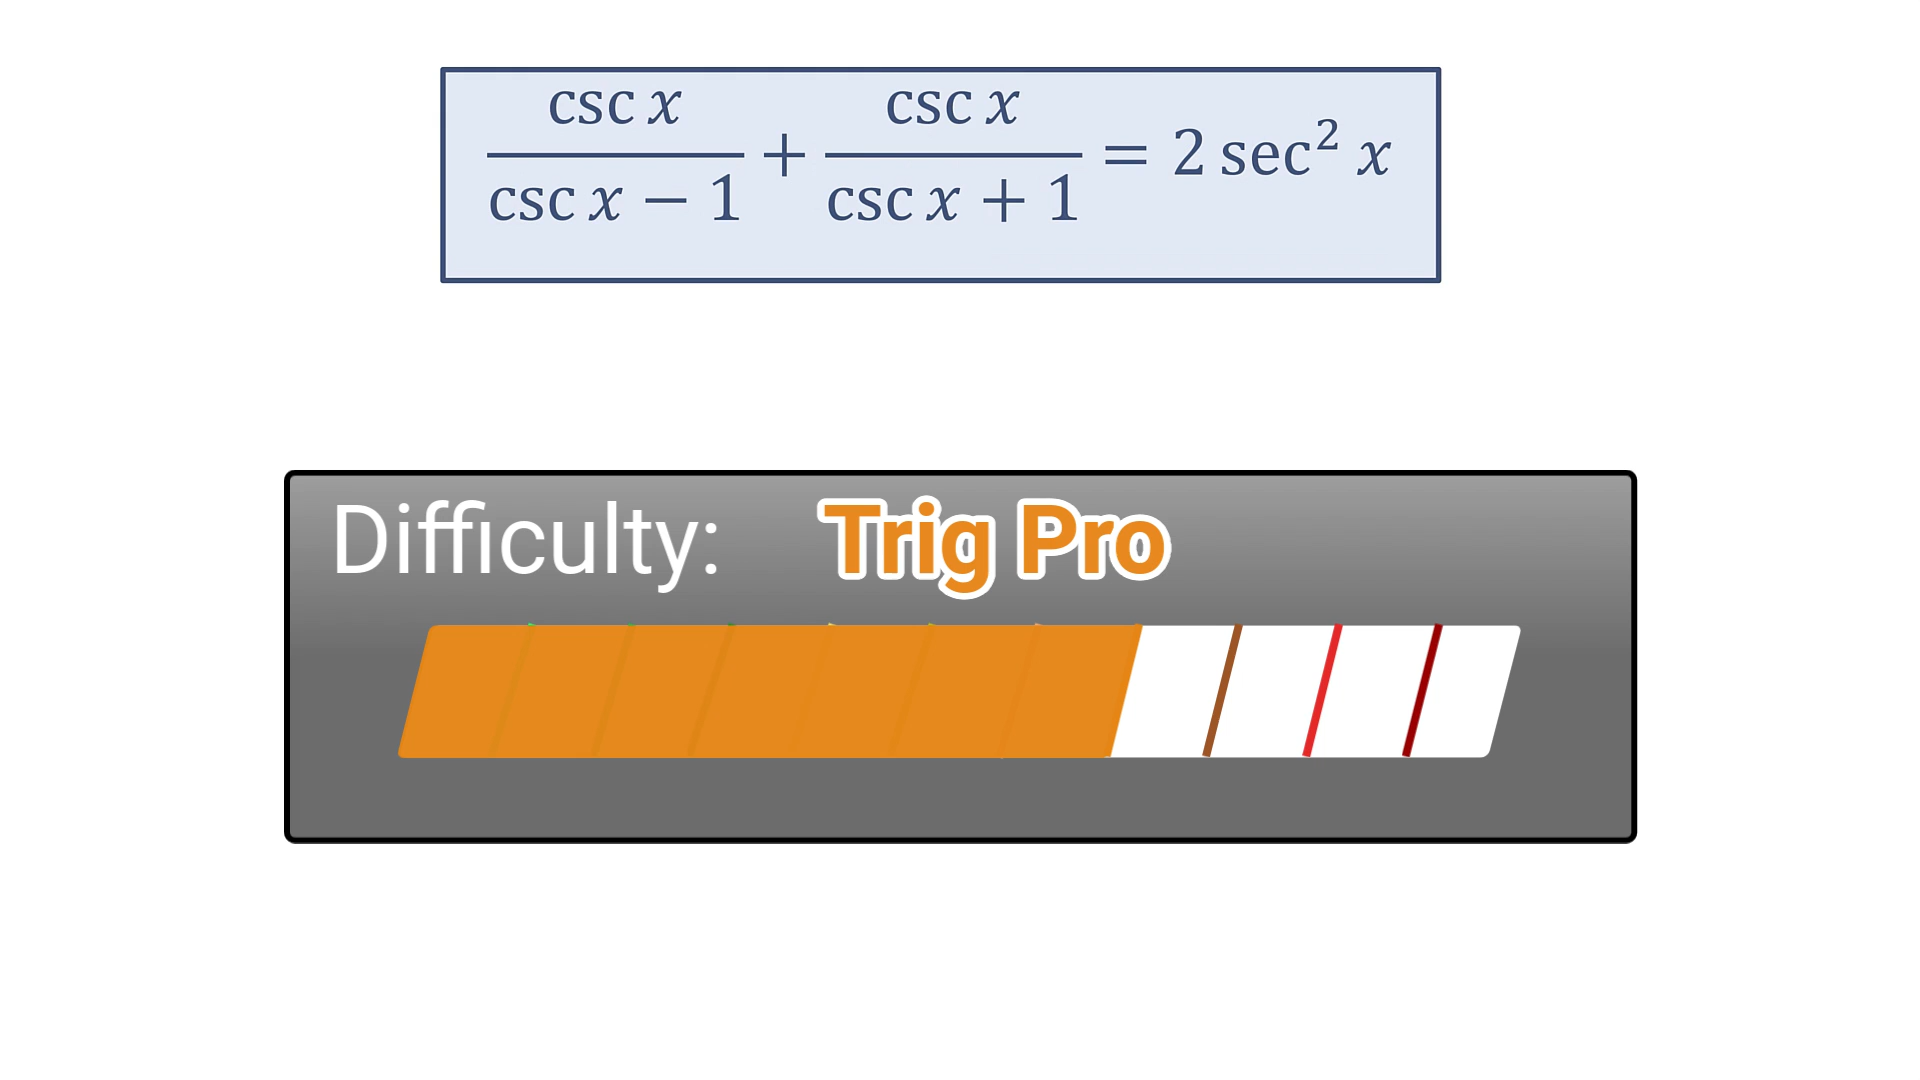 csc x / csc x − 1 + csc x / csc x + 1 = 2 sec² x
Difficulty: Trig Pro